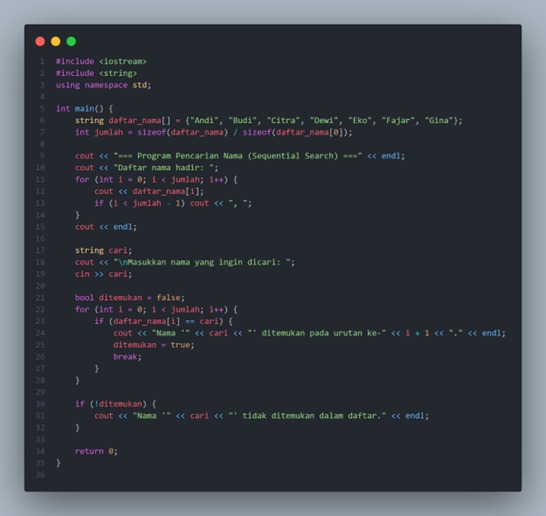 1 #include <iostream>
2 #include <string>
3 using namespace std;
4
5 int main() {
6     string daftar_nama[] = {"Andi", "Budi", "Citra", "Dewi", "Eko", "Fajar", "Gina"};
7     int jumlah = sizeof(daftar_nama) / sizeof(daftar_nama[0]);
8
9     cout << "=== Program Pencarian Nama (Sequential Search) ===" << endl;
10     cout << "Daftar nama hadir: ";
11     for (int i = 0; i < jumlah; i++) {
12         cout << daftar_nama[i];
13         if (i < jumlah - 1) cout << ", ";
14     }
15     cout << endl;
16
17     string cari;
18     cout << "\nMasukkan nama yang ingin dicari: ";
19     cin >> cari;
20
21     bool ditemukan = false;
22     for (int i = 0; i < jumlah; i++) {
23         if (daftar_nama[i] == cari) {
24             cout << "Nama '" << cari << "' ditemukan pada urutan ke-" << i + 1 << "." << endl;
25             ditemukan = true;
26             break;
27         }
28     }
29
30     if (!ditemukan) {
31         cout << "Nama '" << cari << "' tidak ditemukan dalam daftar." << endl;
32     }
33
34     return 0;
35 }
36